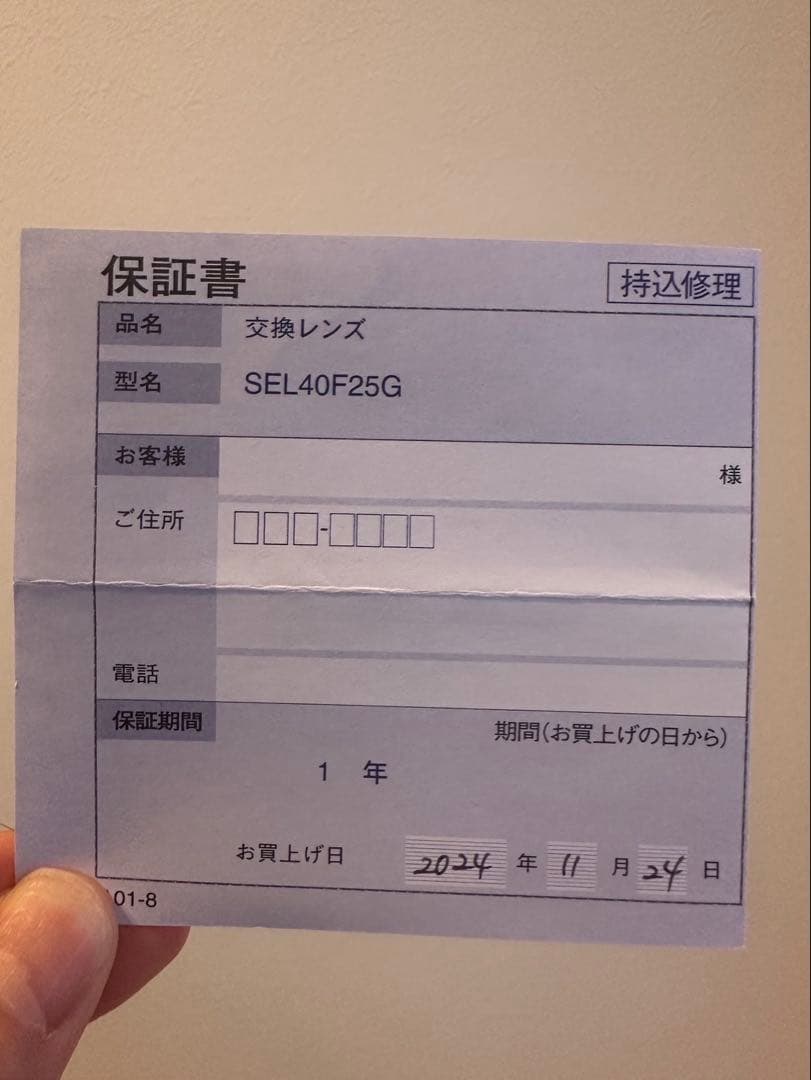 保証書
持込修理
品名 交換レンズ
型名 SEL40F25G
お客様 様
ご住所 □□□-□□□□
電話
保証期間 期間(お買上げの日から)
1 年
お買上げ日 2024 年 11 月 24 日
01-8